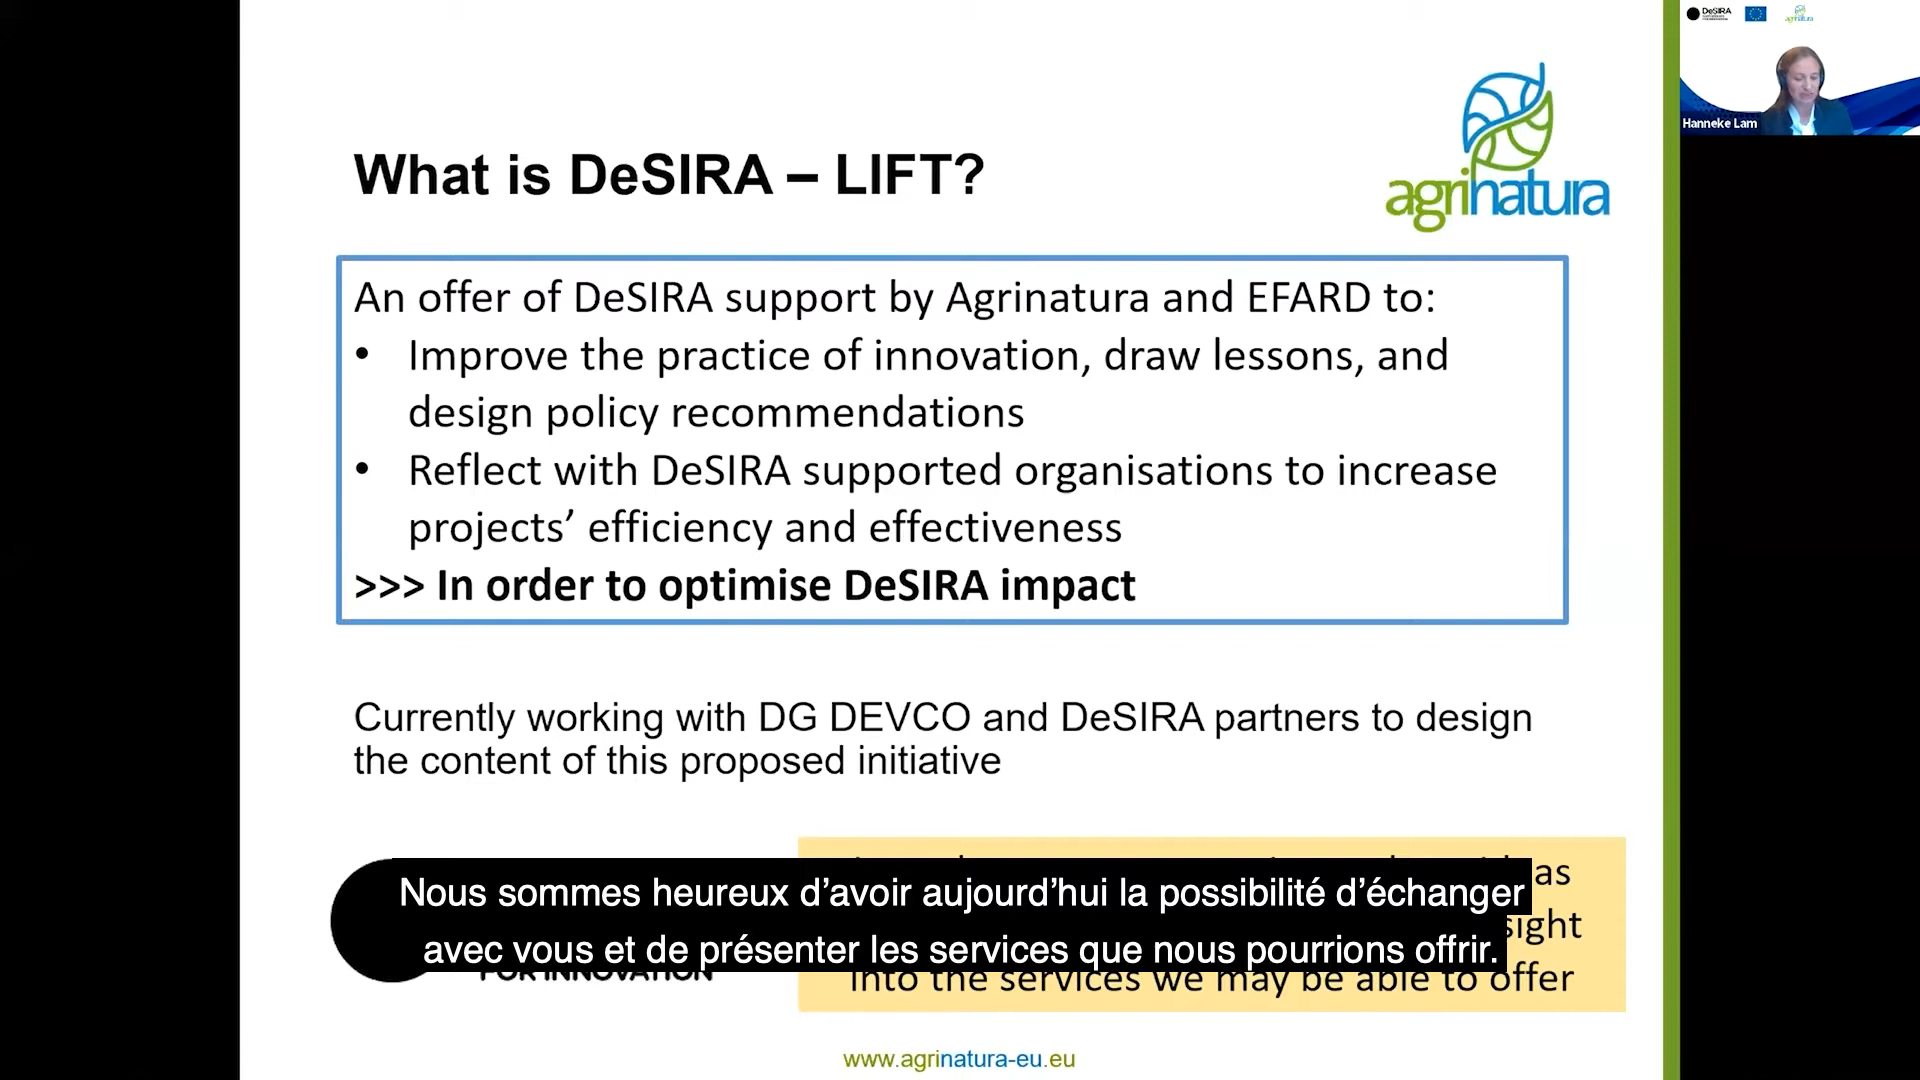 DeSIRA
agrinatura
Hanneke Lam
agrinatura
What is DeSIRA – LIFT?
An offer of DeSIRA support by Agrinatura and EFARD to:
• Improve the practice of innovation, draw lessons, and
design policy recommendations
• Reflect with DeSIRA supported organisations to increase
projects’ efficiency and effectiveness
>>> In order to optimise DeSIRA impact
Currently working with DG DEVCO and DeSIRA partners to design
the content of this proposed initiative
as
sight
Nous sommes heureux d’avoir aujourd’hui la possibilité d’échanger
avec vous et de présenter les services que nous pourrions offrir.
FOR INNOVATION
into the services we may be able to offer
www.agrinatura-eu.eu